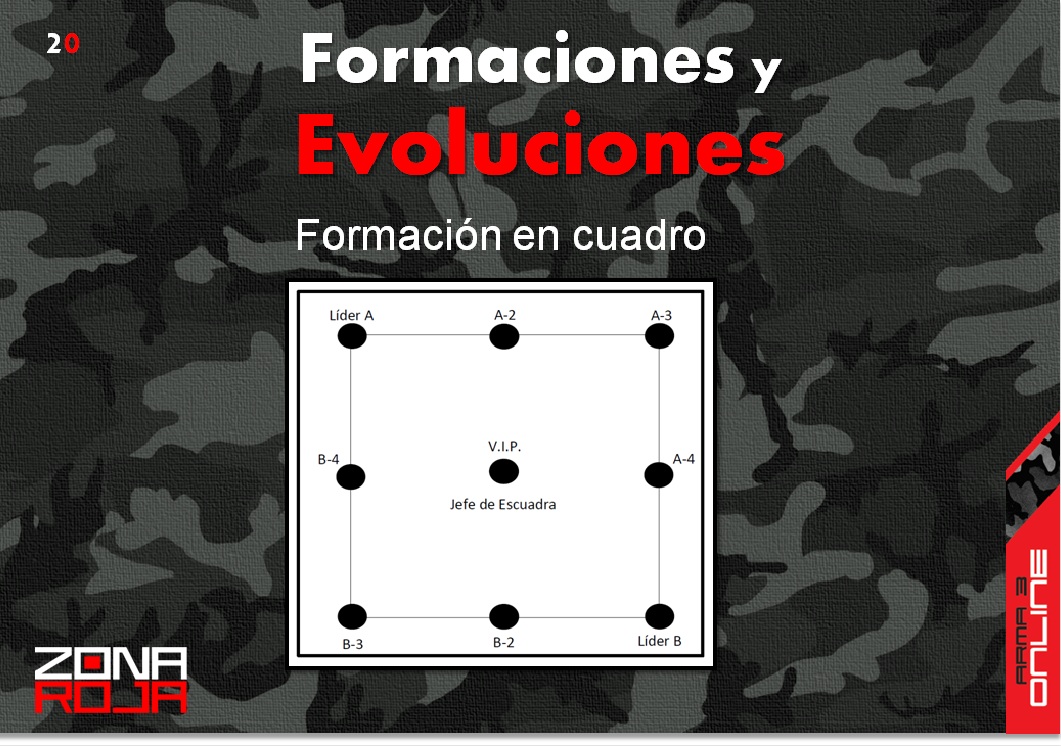 20
Formaciones y
Evoluciones
Formación en cuadro
Líder A
A-2
A-3
B-4
V.I.P.
A-4
Jefe de Escuadra
B-3
B-2
Líder B
ZONA
ROJA
ARMA 3
ONLINE